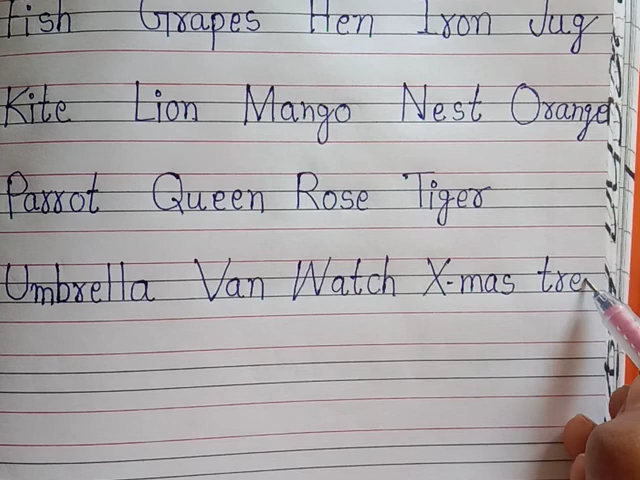 Fish Grapes Hen Iron Jug
Kite Lion Mango Nest Orange
Parrot Queen Rose Tiger
Umbrella Van Watch X-mas tre